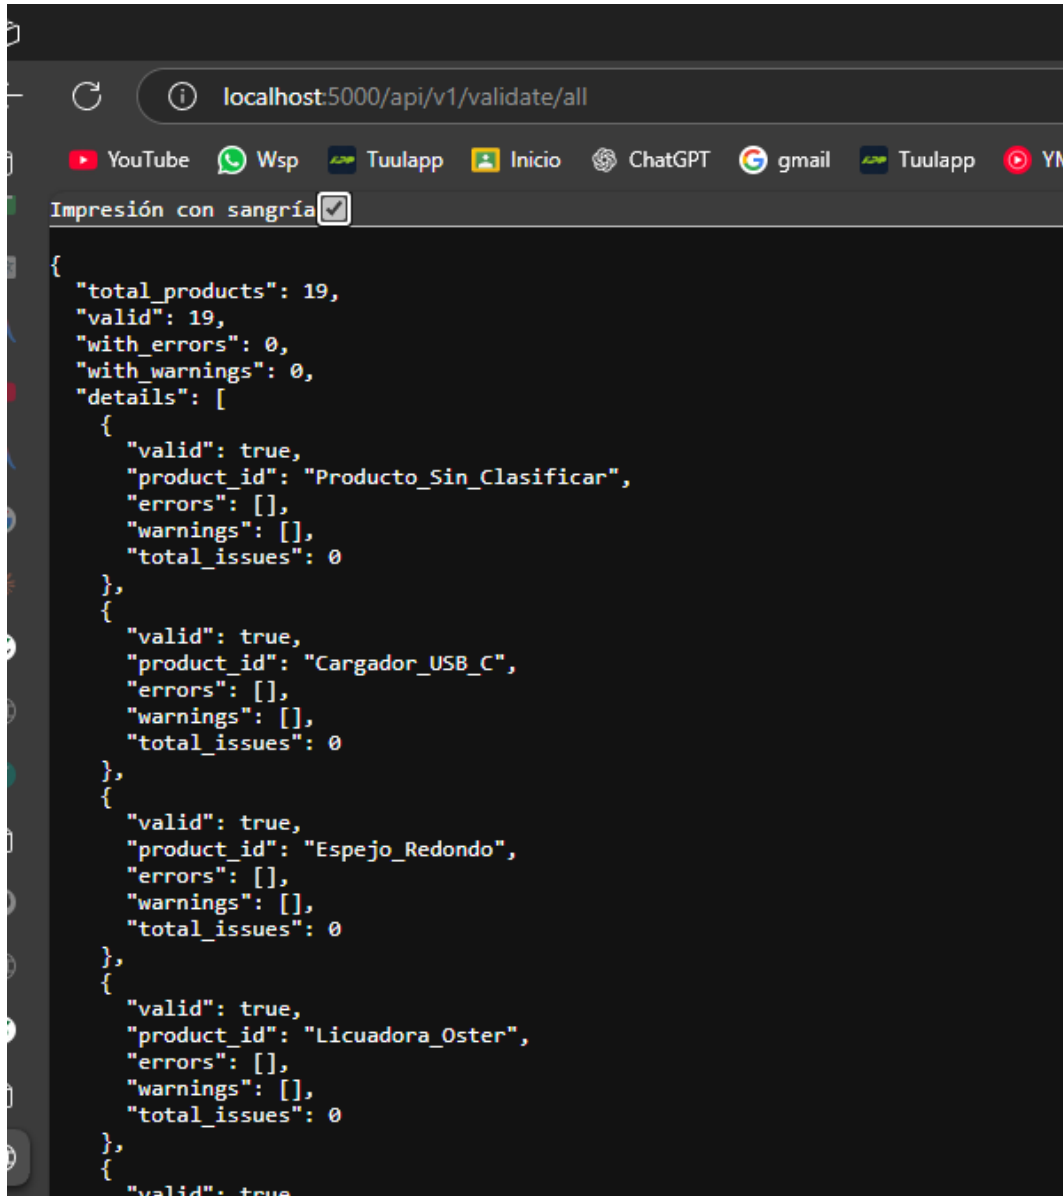 localhost:5000/api/v1/validate/all
YouTube Wsp Tuulapp Inicio ChatGPT gmail Tuulapp
Impresión con sangría
{
"total_products": 19,
"valid": 19,
"with_errors": 0,
"with_warnings": 0,
"details": [
{
"valid": true,
"product_id": "Producto_Sin_Clasificar",
"errors": [],
"warnings": [],
"total_issues": 0
},
{
"valid": true,
"product_id": "Cargador_USB_C",
"errors": [],
"warnings": [],
"total_issues": 0
},
{
"valid": true,
"product_id": "Espejo_Redondo",
"errors": [],
"warnings": [],
"total_issues": 0
},
{
"valid": true,
"product_id": "Licuadora_Oster",
"errors": [],
"warnings": [],
"total_issues": 0
},
{
"valid": true